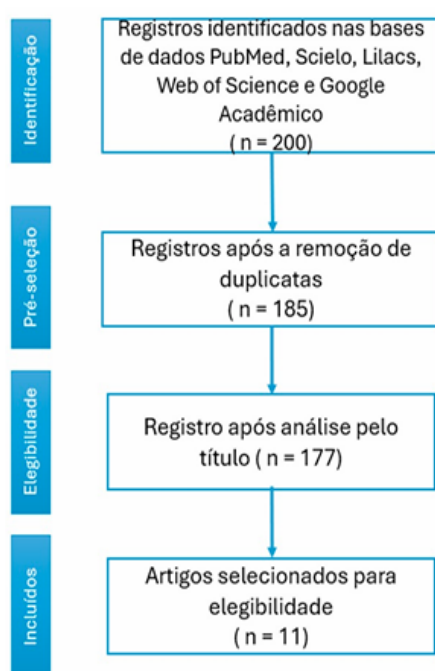 Identificação
Registros identificados nas bases
de dados PubMed, Scielo, Lilacs,
Web of Science e Google
Acadêmico
( n = 200)
Pré-seleção
Registros após a remoção de
duplicatas
( n = 185)
Elegibilidade
Registro após análise pelo
título ( n = 177)
Incluídos
Artigos selecionados para
elegibilidade
( n = 11)